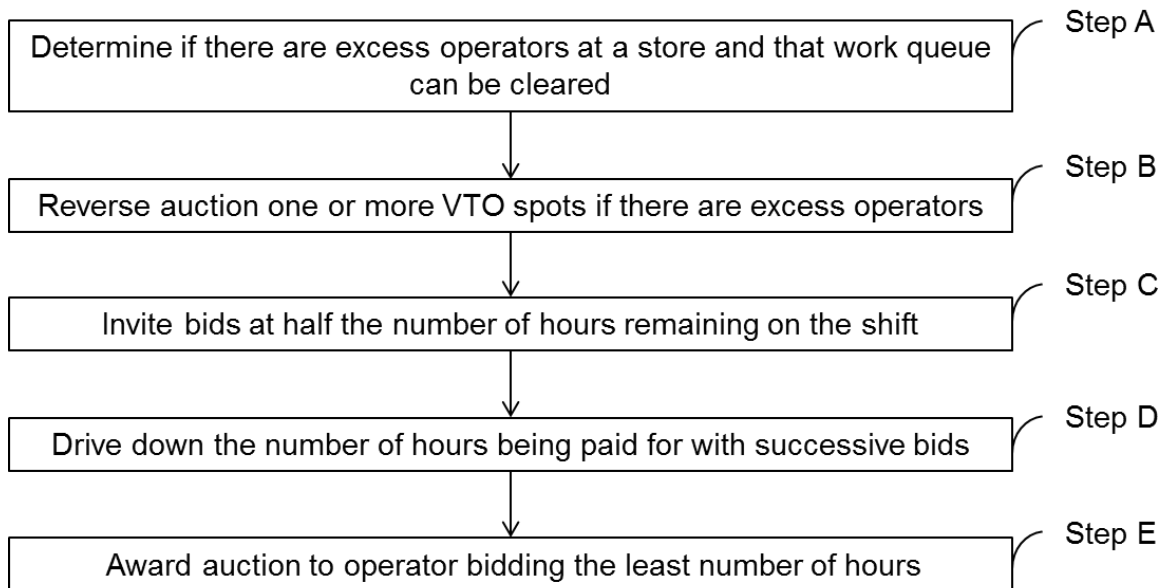 Step A
Determine if there are excess operators at a store and that work queue
can be cleared
Step B
Reverse auction one or more VTO spots if there are excess operators
Step C
Invite bids at half the number of hours remaining on the shift
Step D
Drive down the number of hours being paid for with successive bids
Step E
Award auction to operator bidding the least number of hours